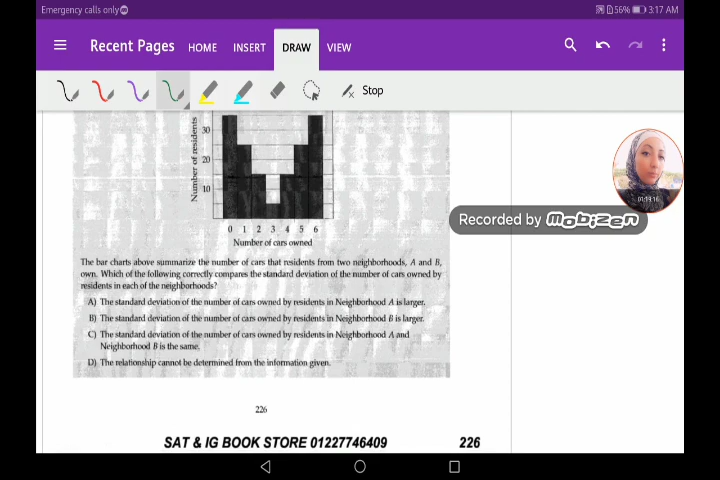 Emergency calls only
56% 3:17 AM
Recent Pages HOME INSERT DRAW VIEW
Stop
01:19:16
Recorded by mobizen
Number of residents
30
20
10
0 1 2 3 4 5 6
Number of cars owned
The bar charts above summarize the number of cars that residents from two neighborhoods, A and B,
own. Which of the following correctly compares the standard deviation of the number of cars owned by
residents in each of the neighborhoods?
A) The standard deviation of the number of cars owned by residents in Neighborhood A is larger.
B) The standard deviation of the number of cars owned by residents in Neighborhood B is larger.
C) The standard deviation of the number of cars owned by residents in Neighborhood A and
Neighborhood B is the same.
D) The relationship cannot be determined from the information given.
226
SAT & IG BOOK STORE 01227746409 226